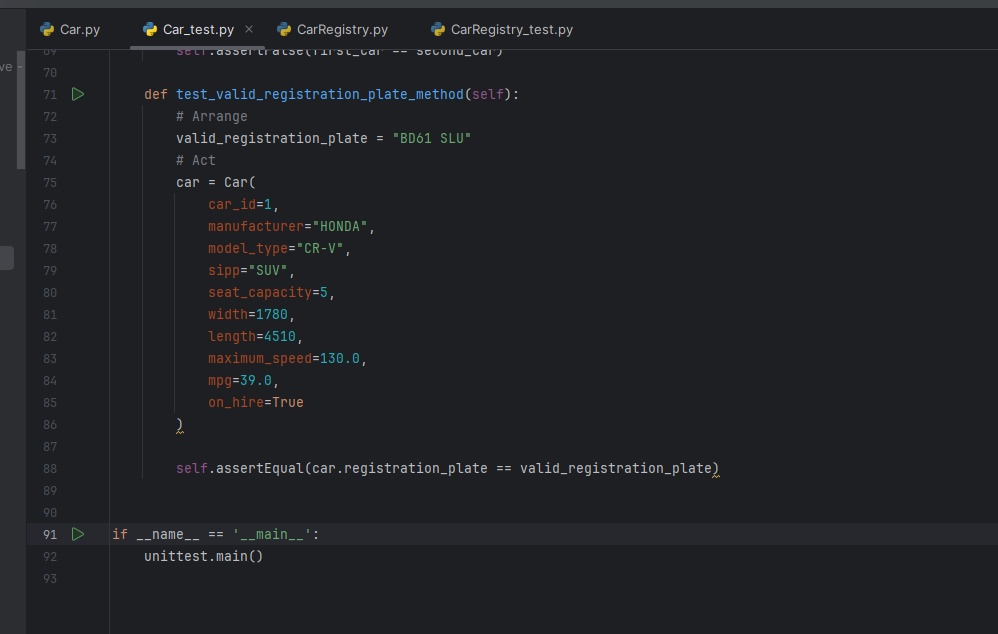 Car.py Car_test.py CarRegistry.py CarRegistry_test.py
ve
69 self.assertFalse(first_car == second_car)
70
71 def test_valid_registration_plate_method(self):
72 # Arrange
73 valid_registration_plate = "BD61 SLU"
74 # Act
75 car = Car(
76 car_id=1,
77 manufacturer="HONDA",
78 model_type="CR-V",
79 sipp="SUV",
80 seat_capacity=5,
81 width=1780,
82 length=4510,
83 maximum_speed=130.0,
84 mpg=39.0,
85 on_hire=True
86 )
87
88 self.assertEqual(car.registration_plate == valid_registration_plate)
89
90
91 if __name__ == '__main__':
92 unittest.main()
93